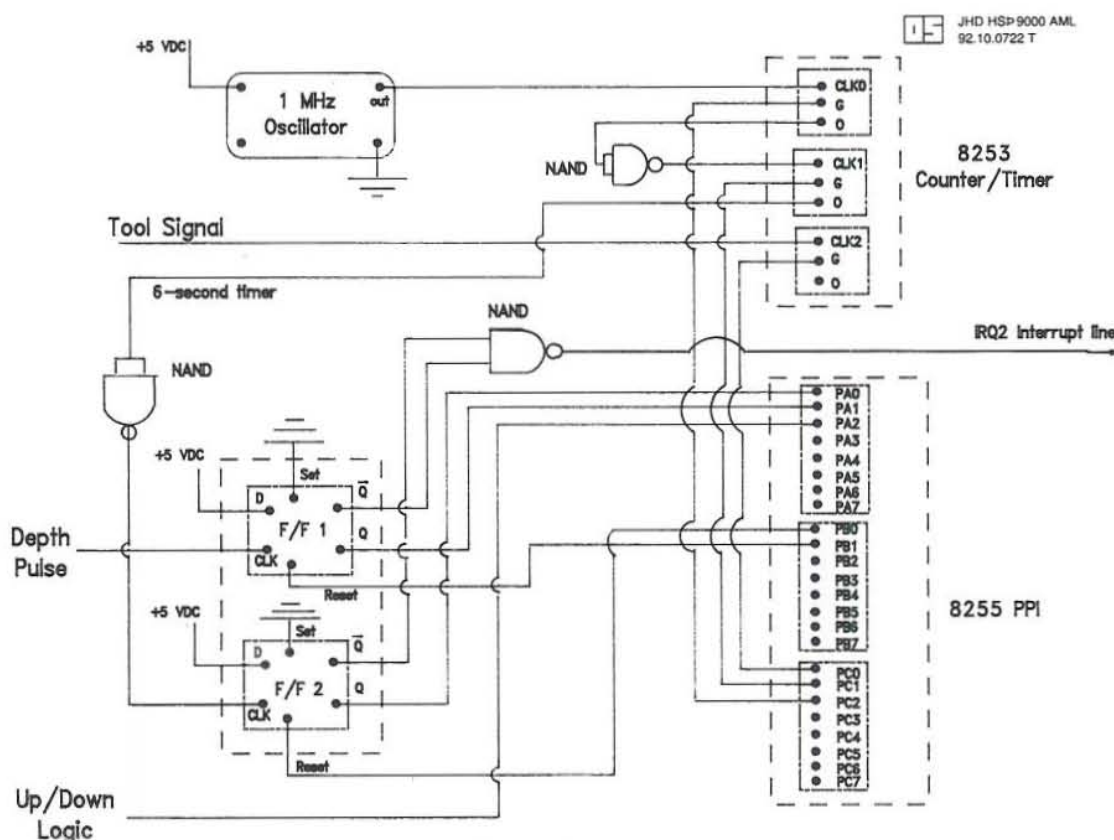 JHD HSÞ 9000 AML
92.10.0722 T
+5 VDC
1 MHz
Oscillator
out
NAND
CLK0
G
O
CLK1
G
O
CLK2
G
O
8253
Counter/Timer
Tool Signal
6-second timer
NAND
NAND
IRQ2 Interrupt line
+5 VDC
Set
D
Q
F/F 1
Q
CLK
Reset
Depth
Pulse
+5 VDC
Set
D
Q
F/F 2
Q
CLK
Reset
Up/Down
Logic
PA0
PA1
PA2
PA3
PA4
PA5
PA6
PA7
PB0
PB1
PB2
PB3
PB4
PB5
PB6
PB7
8255 PPI
PC0
PC1
PC2
PC3
PC4
PC5
PC6
PC7